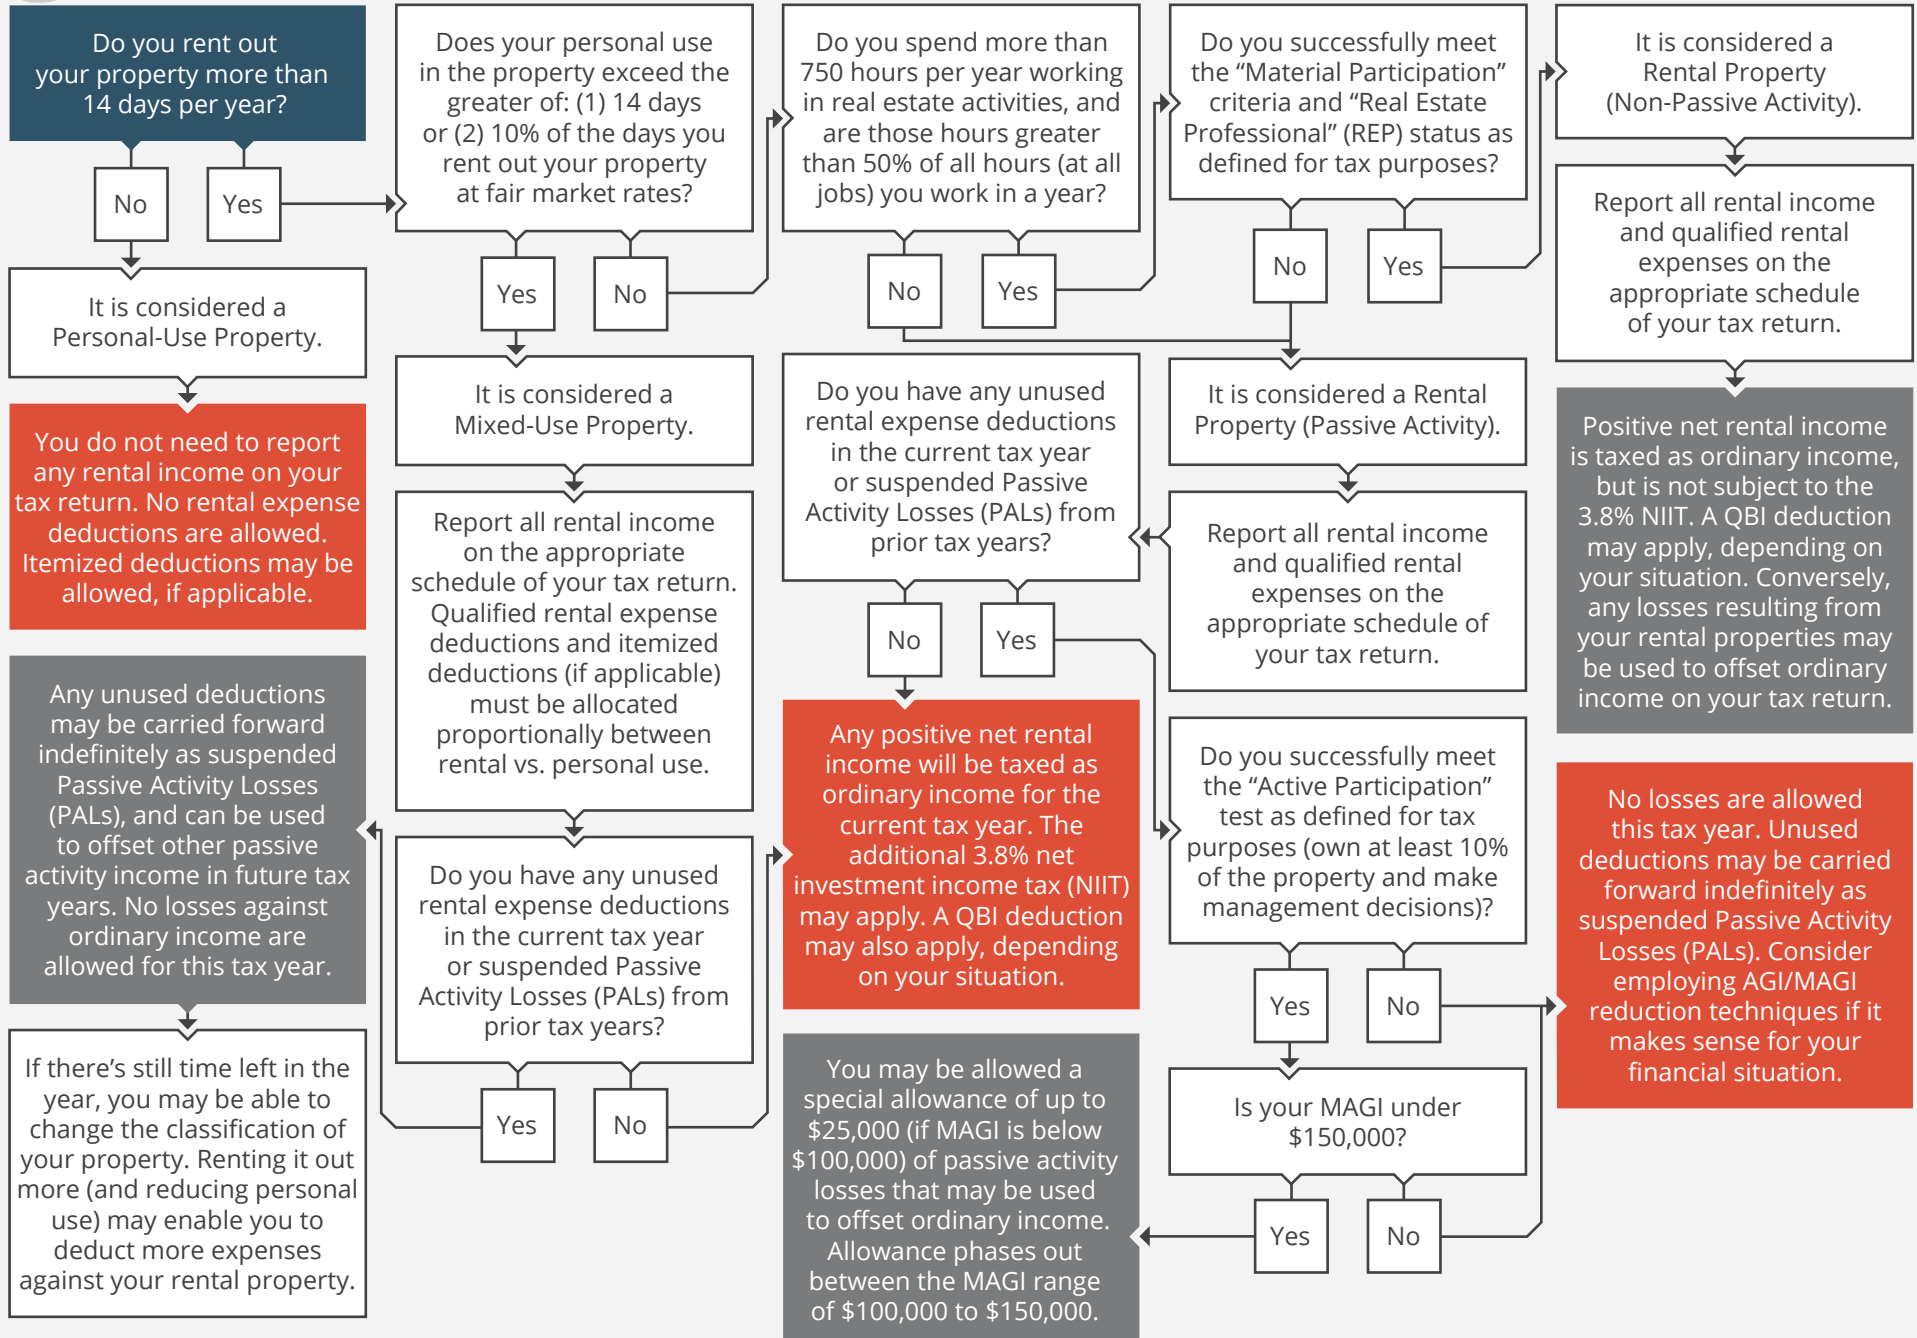 Do you rent out
your property more than
14 days per year?
No
Yes
It is considered a
Personal-Use Property.
You do not need to report
any rental income on your
tax return. No rental expense
deductions are allowed.
Itemized deductions may be
allowed, if applicable.
Any unused deductions
may be carried forward
indefinitely as suspended
Passive Activity Losses
(PALs), and can be used
to offset other passive
activity income in future tax
years. No losses against
ordinary income are
allowed for this tax year.
If there’s still time left in the
year, you may be able to
change the classification of
your property. Renting it out
more (and reducing personal
use) may enable you to
deduct more expenses
against your rental property.
Does your personal use
in the property exceed the
greater of: (1) 14 days
or (2) 10% of the days you
rent out your property
at fair market rates?
Yes
No
It is considered a
Mixed-Use Property.
Report all rental income
on the appropriate
schedule of your tax return.
Qualified rental expense
deductions and itemized
deductions (if applicable)
must be allocated
proportionally between
rental vs. personal use.
Do you have any unused
rental expense deductions
in the current tax year
or suspended Passive
Activity Losses (PALs) from
prior tax years?
Yes
No
Do you spend more than
750 hours per year working
in real estate activities, and
are those hours greater
than 50% of all hours (at all
jobs) you work in a year?
No
Yes
Do you have any unused
rental expense deductions
in the current tax year
or suspended Passive
Activity Losses (PALs) from
prior tax years?
No
Yes
Any positive net rental
income will be taxed as
ordinary income for the
current tax year. The
additional 3.8% net
investment income tax (NIIT)
may apply. A QBI deduction
may also apply, depending
on your situation.
You may be allowed a
special allowance of up to
$25,000 (if MAGI is below
$100,000) of passive activity
losses that may be used
to offset ordinary income.
Allowance phases out
between the MAGI range
of $100,000 to $150,000.
Do you successfully meet
the “Material Participation”
criteria and “Real Estate
Professional” (REP) status as
defined for tax purposes?
No
Yes
It is considered a Rental
Property (Passive Activity).
Report all rental income
and qualified rental
expenses on the
appropriate schedule of
your tax return.
Do you successfully meet
the “Active Participation”
test as defined for tax
purposes (own at least 10%
of the property and make
management decisions)?
Yes
No
Is your MAGI under
$150,000?
Yes
No
It is considered a
Rental Property
(Non-Passive Activity).
Report all rental income
and qualified rental
expenses on the
appropriate schedule
of your tax return.
Positive net rental income
is taxed as ordinary income,
but is not subject to the
3.8% NIIT. A QBI deduction
may apply, depending on
your situation. Conversely,
any losses resulting from
your rental properties may
be used to offset ordinary
income on your tax return.
No losses are allowed
this tax year. Unused
deductions may be carried
forward indefinitely as
suspended Passive Activity
Losses (PALs). Consider
employing AGI/MAGI
reduction techniques if it
makes sense for your
financial situation.